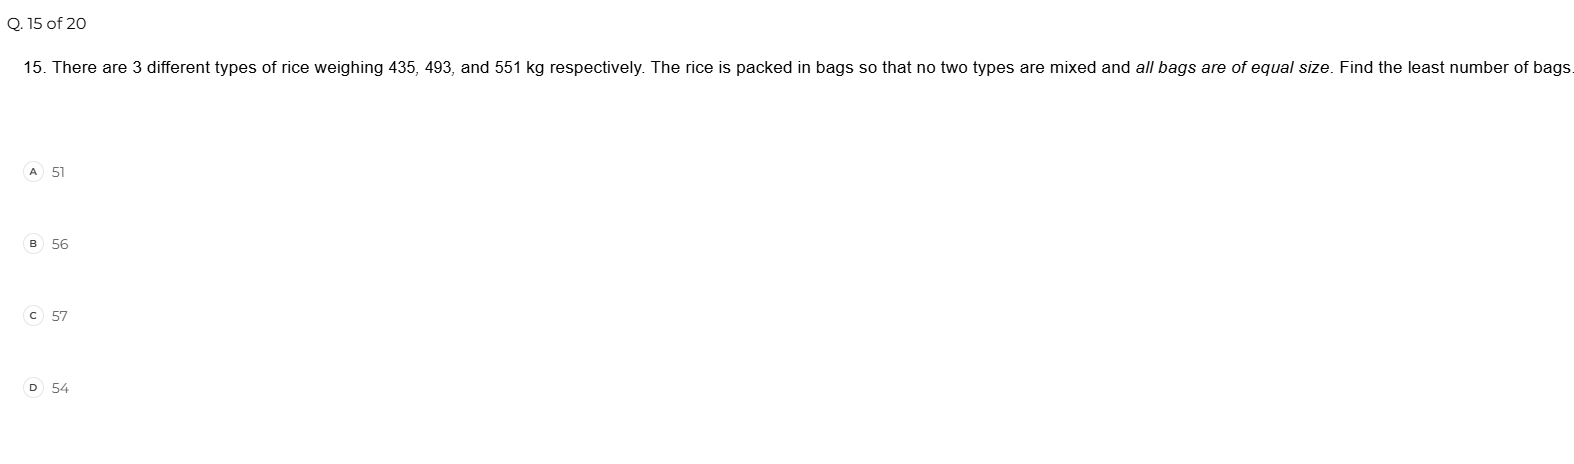 Q. 15 of 20
15. There are 3 different types of rice weighing 435, 493, and 551 kg respectively. The rice is packed in bags so that no two types are mixed and all bags are of equal size. Find the least number of bags.
A 51
B 56
C 57
D 54